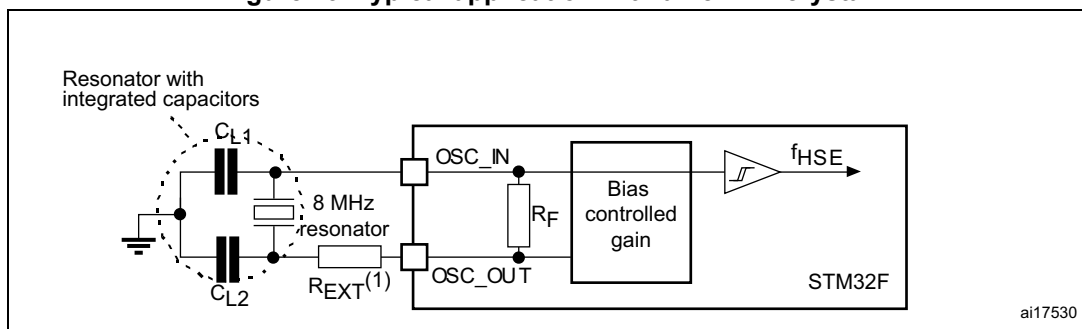 Resonator with
integrated capacitors
CL1
OSC_IN
fHSE
8 MHz
resonator
RF
Bias
controlled
gain
REXT(1)
OSC_OUT
STM32F
CL2
ai17530